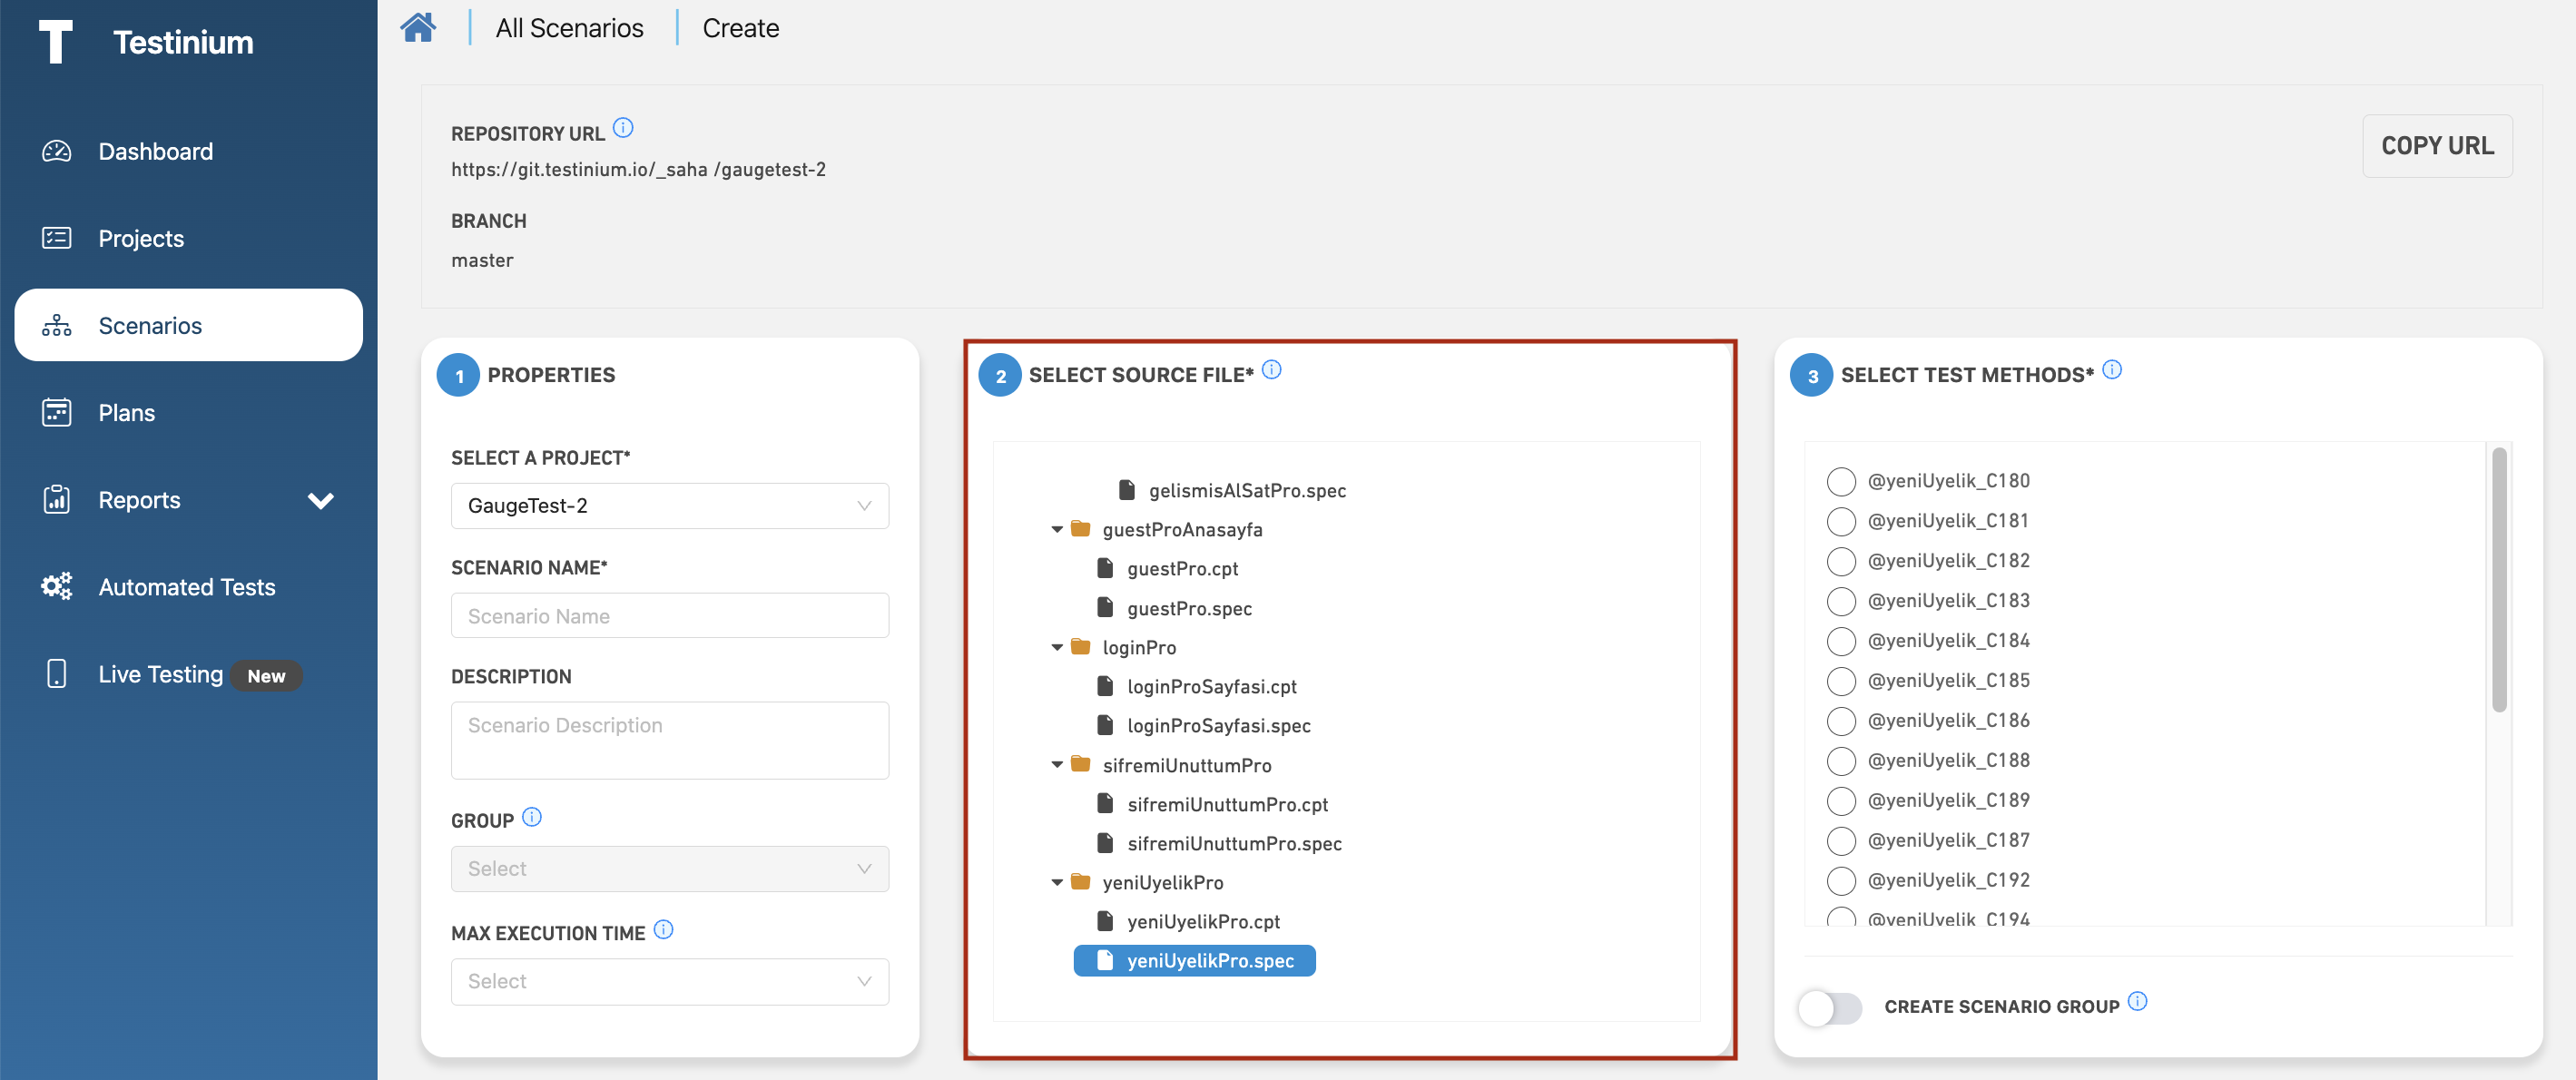 Testinium
Dashboard
Projects
Scenarios
Plans
Reports
Automated Tests
Live Testing New
All Scenarios
Create
REPOSITORY URL
https://git.testinium.io/_saha /gaugetest-2
BRANCH
master
COPY URL
1 PROPERTIES
SELECT A PROJECT*
GaugeTest-2
SCENARIO NAME*
Scenario Name
DESCRIPTION
Scenario Description
GROUP
Select
MAX EXECUTION TIME
Select
2 SELECT SOURCE FILE*
gelismisAlSatPro.spec
guestProAnasayfa
guestPro.cpt
guestPro.spec
loginPro
loginProSayfasi.cpt
loginProSayfasi.spec
sifremiUnuttumPro
sifremiUnuttumPro.cpt
sifremiUnuttumPro.spec
yeniUyelikPro
yeniUyelikPro.cpt
yeniUyelikPro.spec
3 SELECT TEST METHODS*
@yeniUyelik_C180
@yeniUyelik_C181
@yeniUyelik_C182
@yeniUyelik_C183
@yeniUyelik_C184
@yeniUyelik_C185
@yeniUyelik_C186
@yeniUyelik_C188
@yeniUyelik_C189
@yeniUyelik_C187
@yeniUyelik_C192
@yeniUyelik_C194
CREATE SCENARIO GROUP